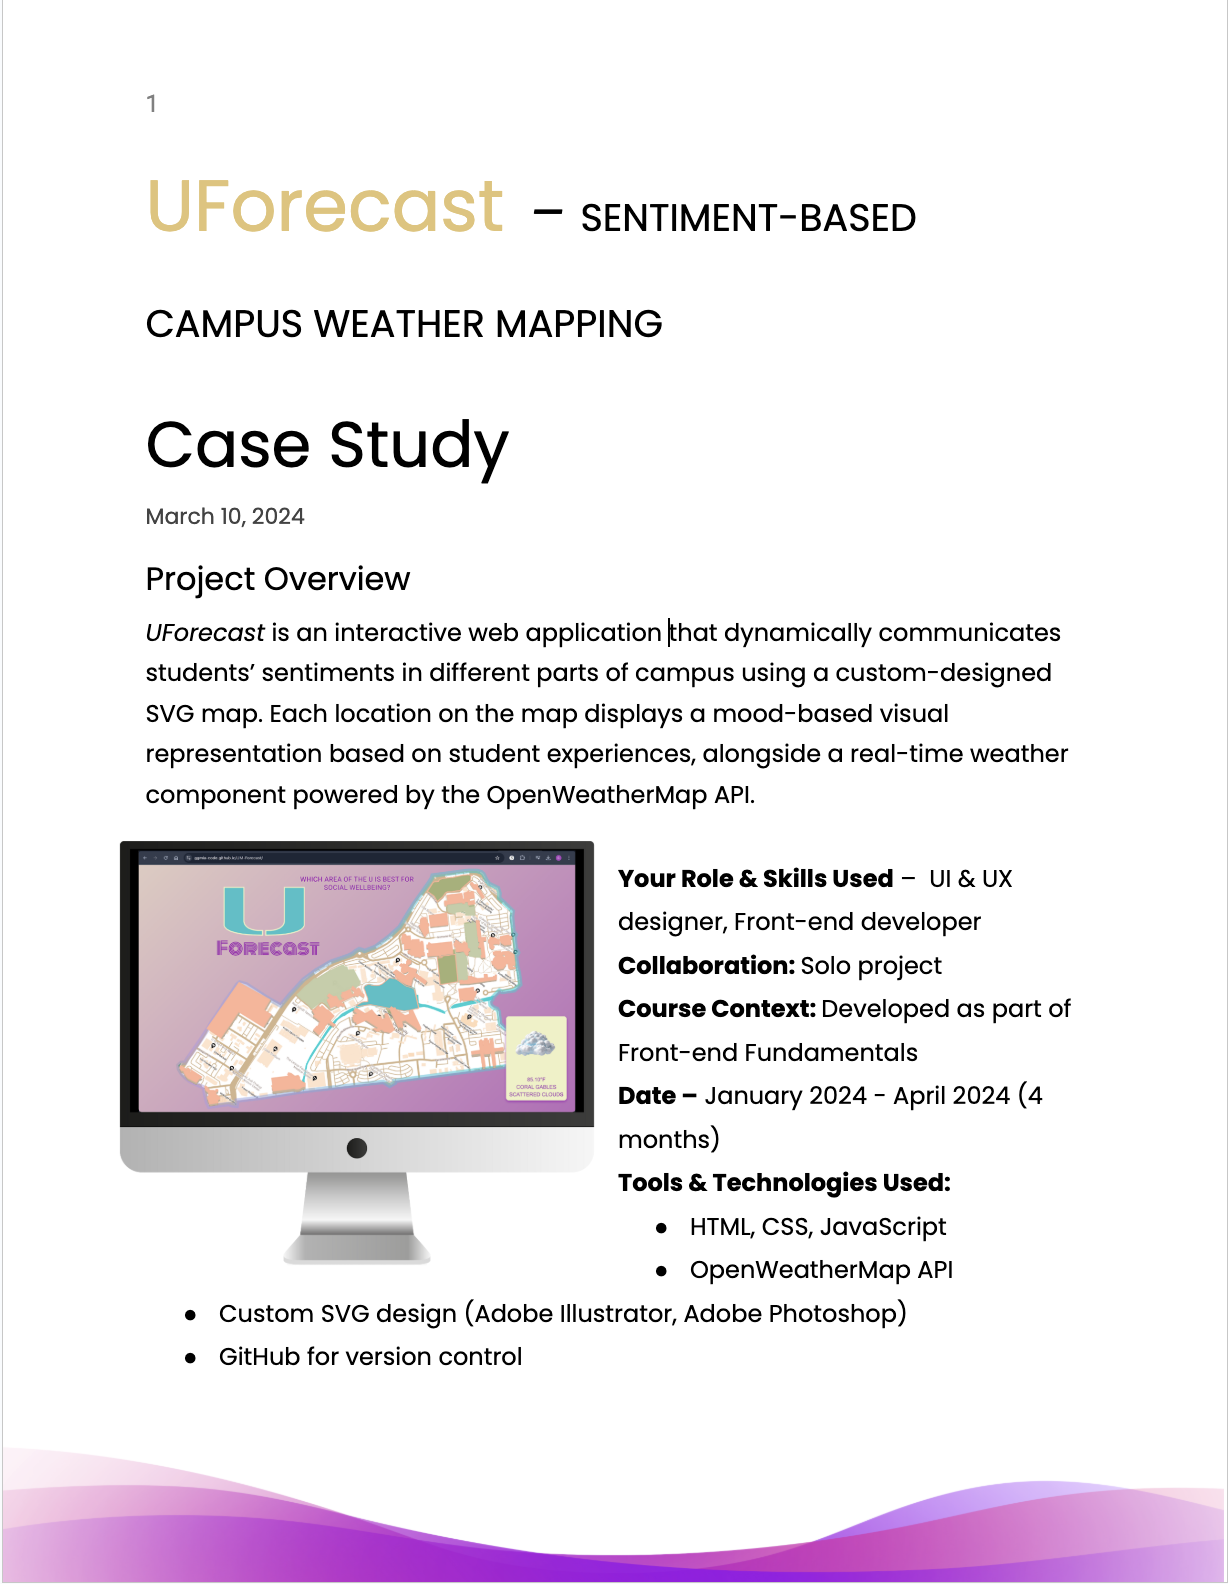 1
UForecast – SENTIMENT-BASED
CAMPUS WEATHER MAPPING
Case Study
March 10, 2024
Project Overview
UForecast is an interactive web application that dynamically communicates
students’ sentiments in different parts of campus using a custom-designed
SVG map. Each location on the map displays a mood-based visual
representation based on student experiences, alongside a real-time weather
component powered by the OpenWeatherMap API.
WHICH AREA OF THE U IS BEST FOR
SOCIAL WELLBEING?
U
FORECAST
85.10°F
CORAL GABLES
SCATTERED CLOUDS
Your Role & Skills Used – UI & UX
designer, Front-end developer
Collaboration: Solo project
Course Context: Developed as part of
Front-end Fundamentals
Date – January 2024 - April 2024 (4
months)
Tools & Technologies Used:
● HTML, CSS, JavaScript
● OpenWeatherMap API
● Custom SVG design (Adobe Illustrator, Adobe Photoshop)
● GitHub for version control